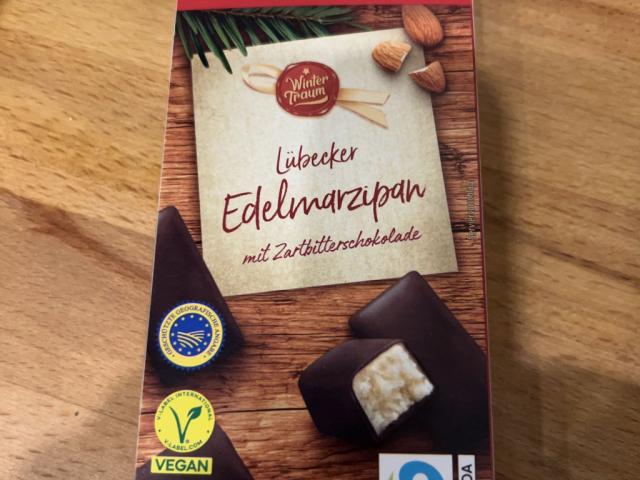 Winter
Traum
Lübecker
Edelmarzipan
mit Zartbitterschokolade
GESCHÜTZTE GEOGRAFISCHE ANGABE
V-LABEL INTERNATIONAL
V-LABEL.COM
VEGAN